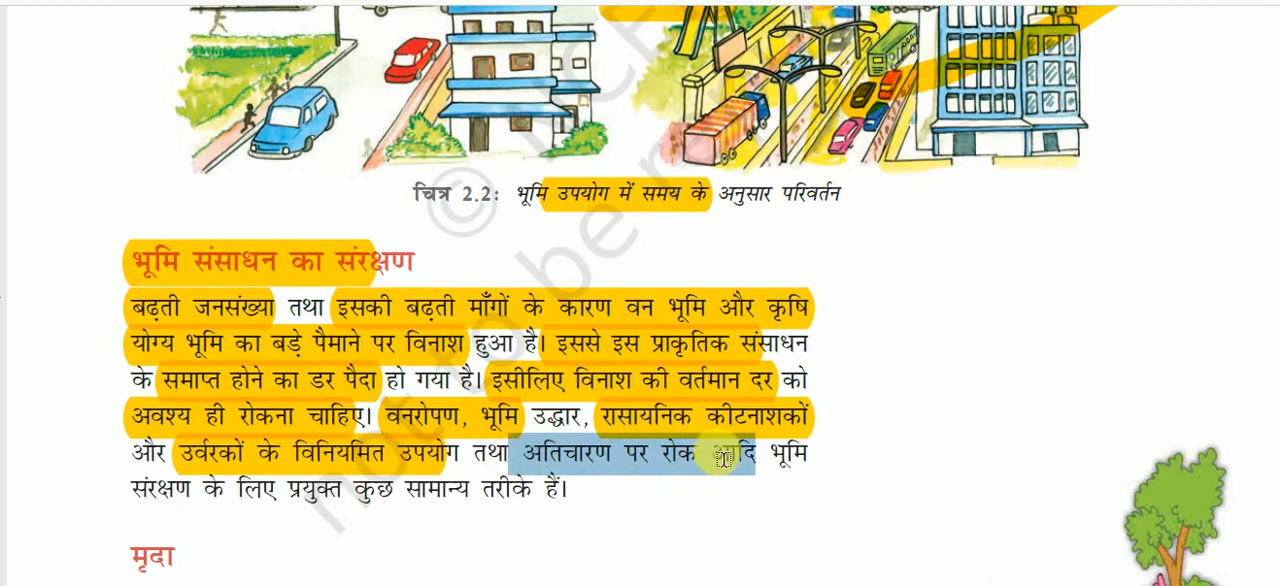 चित्र 2.2: भूमि उपयोग में समय के अनुसार परिवर्तन
भूमि संसाधन का संरक्षण
बढ़ती जनसंख्या तथा इसकी बढ़ती माँगों के कारण वन भूमि और कृषि
योग्य भूमि का बड़े पैमाने पर विनाश हुआ है। इससे इस प्राकृतिक संसाधन
के समाप्त होने का डर पैदा हो गया है। इसीलिए विनाश की वर्तमान दर को
अवश्य ही रोकना चाहिए। वनरोपण, भूमि उद्धार, रासायनिक कीटनाशकों
और उर्वरकों के विनियमित उपयोग तथा अतिचारण पर रोक आदि भूमि
संरक्षण के लिए प्रयुक्त कुछ सामान्य तरीके हैं।
मृदा